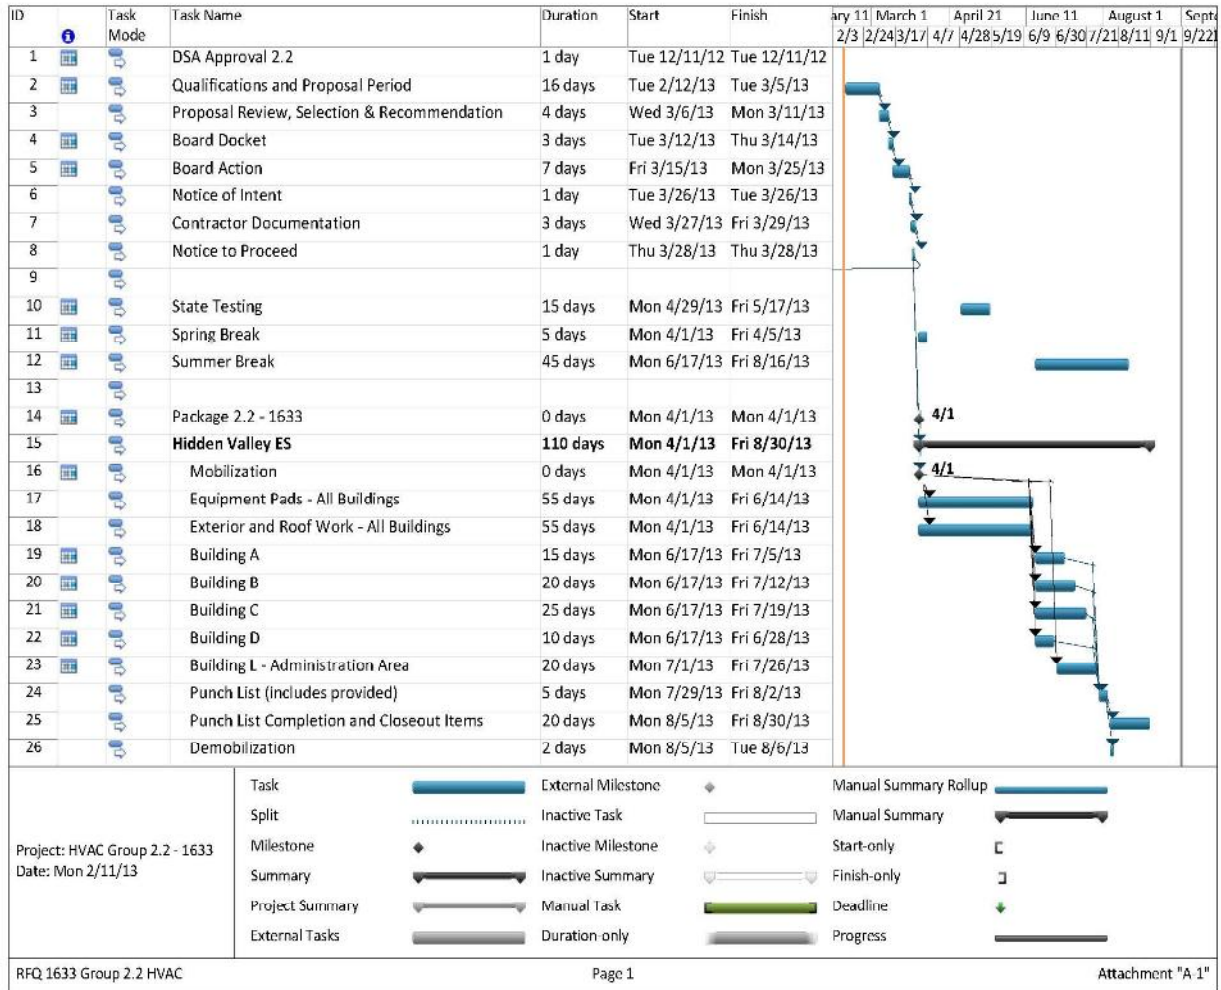 ID Task Mode Task Name Duration Start Finish ary 11 March 1 April 21 June 11 August 1 Septe
2/3 2/24 3/17 4/7 4/28 5/19 6/9 6/30 7/21 8/11 9/1 9/22
1 DSA Approval 2.2 1 day Tue 12/11/12 Tue 12/11/12
2 Qualifications and Proposal Period 16 days Tue 2/12/13 Tue 3/5/13
3 Proposal Review, Selection & Recommendation 4 days Wed 3/6/13 Mon 3/11/13
4 Board Docket 3 days Tue 3/12/13 Thu 3/14/13
5 Board Action 7 days Fri 3/15/13 Mon 3/25/13
6 Notice of Intent 1 day Tue 3/26/13 Tue 3/26/13
7 Contractor Documentation 3 days Wed 3/27/13 Fri 3/29/13
8 Notice to Proceed 1 day Thu 3/28/13 Thu 3/28/13
9
10 State Testing 15 days Mon 4/29/13 Fri 5/17/13
11 Spring Break 5 days Mon 4/1/13 Fri 4/5/13
12 Summer Break 45 days Mon 6/17/13 Fri 8/16/13
13
14 Package 2.2 - 1633 0 days Mon 4/1/13 Mon 4/1/13 4/1
15 Hidden Valley ES 110 days Mon 4/1/13 Fri 8/30/13
16 Mobilization 0 days Mon 4/1/13 Mon 4/1/13 4/1
17 Equipment Pads - All Buildings 55 days Mon 4/1/13 Fri 6/14/13
18 Exterior and Roof Work - All Buildings 55 days Mon 4/1/13 Fri 6/14/13
19 Building A 15 days Mon 6/17/13 Fri 7/5/13
20 Building B 20 days Mon 6/17/13 Fri 7/12/13
21 Building C 25 days Mon 6/17/13 Fri 7/19/13
22 Building D 10 days Mon 6/17/13 Fri 6/28/13
23 Building L - Administration Area 20 days Mon 7/1/13 Fri 7/26/13
24 Punch List (includes provided) 5 days Mon 7/29/13 Fri 8/2/13
25 Punch List Completion and Closeout Items 20 days Mon 8/5/13 Fri 8/30/13
26 Demobilization 2 days Mon 8/5/13 Tue 8/6/13
Project: HVAC Group 2.2 - 1633
Date: Mon 2/11/13
Task External Milestone Manual Summary Rollup
Split Inactive Task Manual Summary
Milestone Inactive Milestone Start-only
Summary Inactive Summary Finish-only
Project Summary Manual Task Deadline
External Tasks Duration-only Progress
RFQ 1633 Group 2.2 HVAC Page 1 Attachment "A-1"